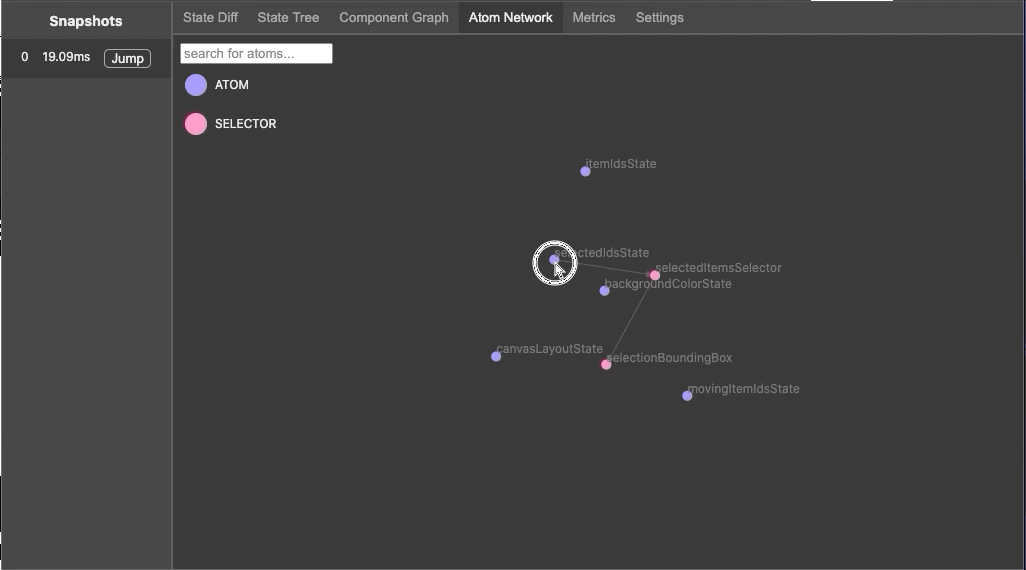 Snapshots
State Diff State Tree Component Graph Atom Network Metrics Settings
0 19.09ms Jump
search for atoms...
ATOM
SELECTOR
itemIdsState
selectedIdsState
selectedItemsSelector
backgroundColorState
canvasLayoutState
selectionBoundingBox
movingItemIdsState